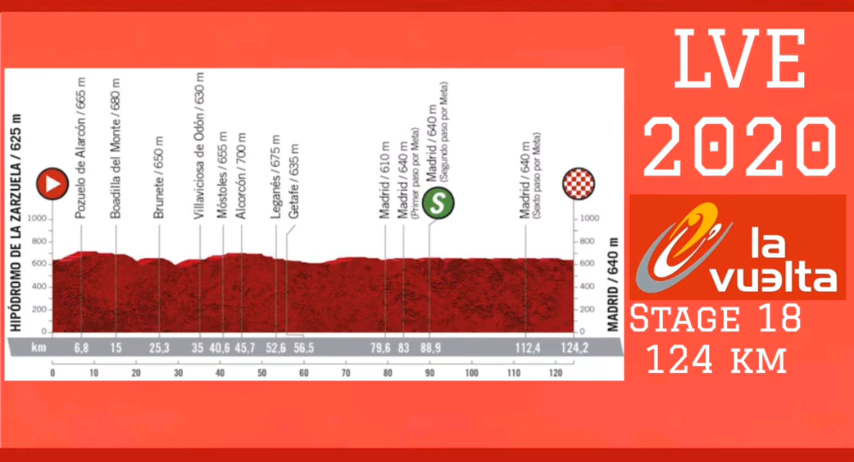 LVE
2020
la
vuelta
STAGE 18
124 KM
HIPÓDROMO DE LA ZARZUELA / 625 m
Pozuelo de Alarcón / 665 m
Boadilla del Monte / 680 m
Brunete / 650 m
Villaviciosa de Odón / 630 m
Móstoles / 655 m
Alcorcón / 700 m
Leganés / 675 m
Getafe / 635 m
Madrid / 610 m
Madrid / 640 m
(Primer paso por Meta)
Madrid / 640 m
(Segundo paso por Meta)
S
Madrid / 640 m
(Sexto paso por Meta)
MADRID / 640 m
1000 1000
800 800
600 600
400 400
200 200
0 0
km 6,8 15 25,3 35 40,6 45,7 52,6 56,5 79,6 83 88,9 112,4 124,2
0 10 20 30 40 50 60 70 80 90 100 110 120